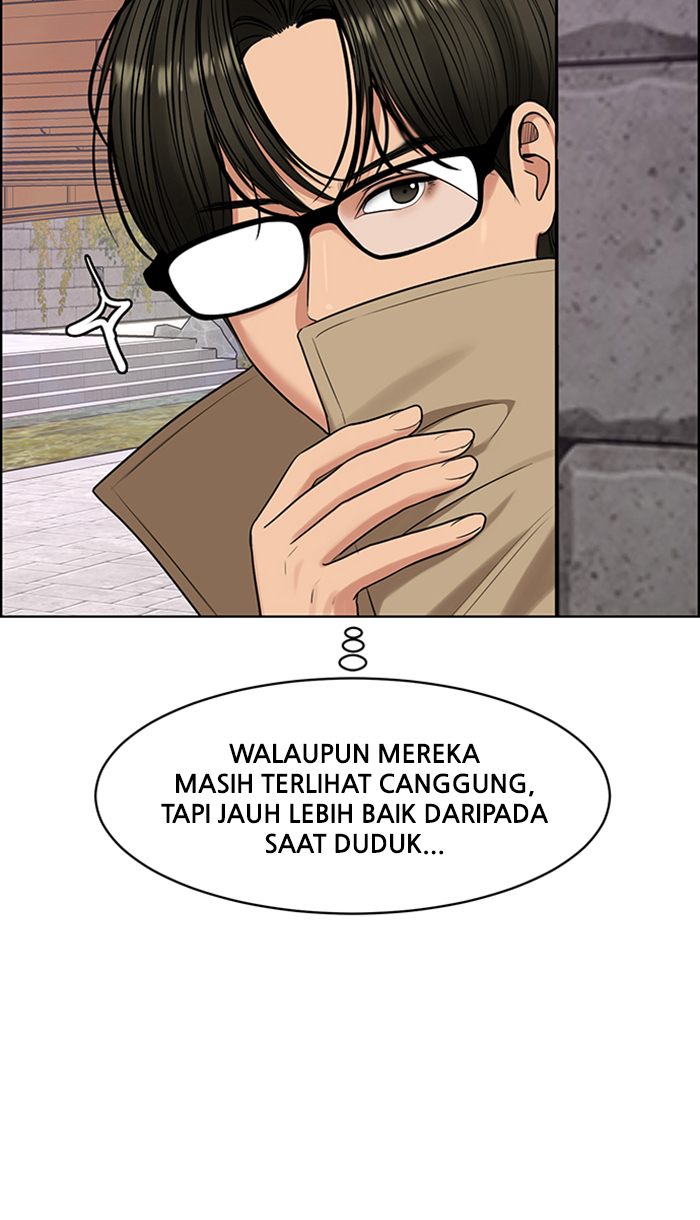 WALAUPUN MEREKA
MASIH TERLIHAT CANGGUNG,
TAPI JAUH LEBIH BAIK DARIPADA
SAAT DUDUK...